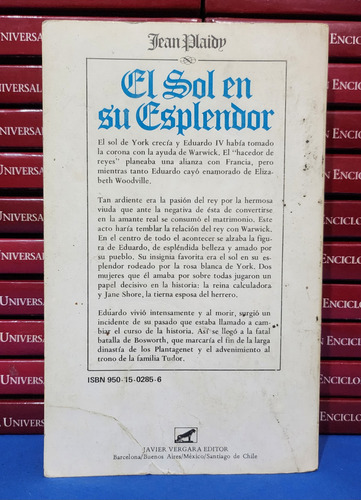 Jean Plaidy
El Sol en
su Esplendor
El sol de York crecía y Eduardo IV había tomado
la corona con la ayuda de Warwick. El "hacedor de
reyes" planeaba una alianza con Francia, pero
mientras tanto Eduardo cayó enamorado de Eliza-
beth Woodville.
Tan ardiente era la pasión del rey por la hermosa
viuda que ante la negativa de ésta de convertirse
en la amante real se consumó el matrimonio. Este
acto haría temblar la relación del rey con Warwick.
En el centro de todo el acontecer se alzaba la figu-
ra de Eduardo, de espléndida belleza y amado por
su pueblo. Su insignia favorita era el sol en su es-
plendor rodeado por la rosa blanca de York. Dos
mujeres que él amaba por sobre todas jugaron un
papel decisivo en la historia: la reina calculadora
y Jane Shore, la tierna esposa del herrero.
Eduardo vivió intensamente y al morir, surgió un
incidente de su pasado que estaba llamado a cam-
biar el curso de la historia. Así se llegó a la fatal
batalla de Bosworth, que marcaría el fin de la larga
dinastía de los Plantagenet y el advenimiento al
trono de la familia Tudor.
ISBN 950-15-0285-6
JAVIER VERGARA EDITOR
Barcelona/Buenos Aires/México/Santiago de Chile
UNIVERSAL
UNIVERSAL
UNIVERSAL
UNIVERSAL
UNIVERSAL
ENCICLO
ENCICLO
ENCICLO
ENCICLO
ENCICLO